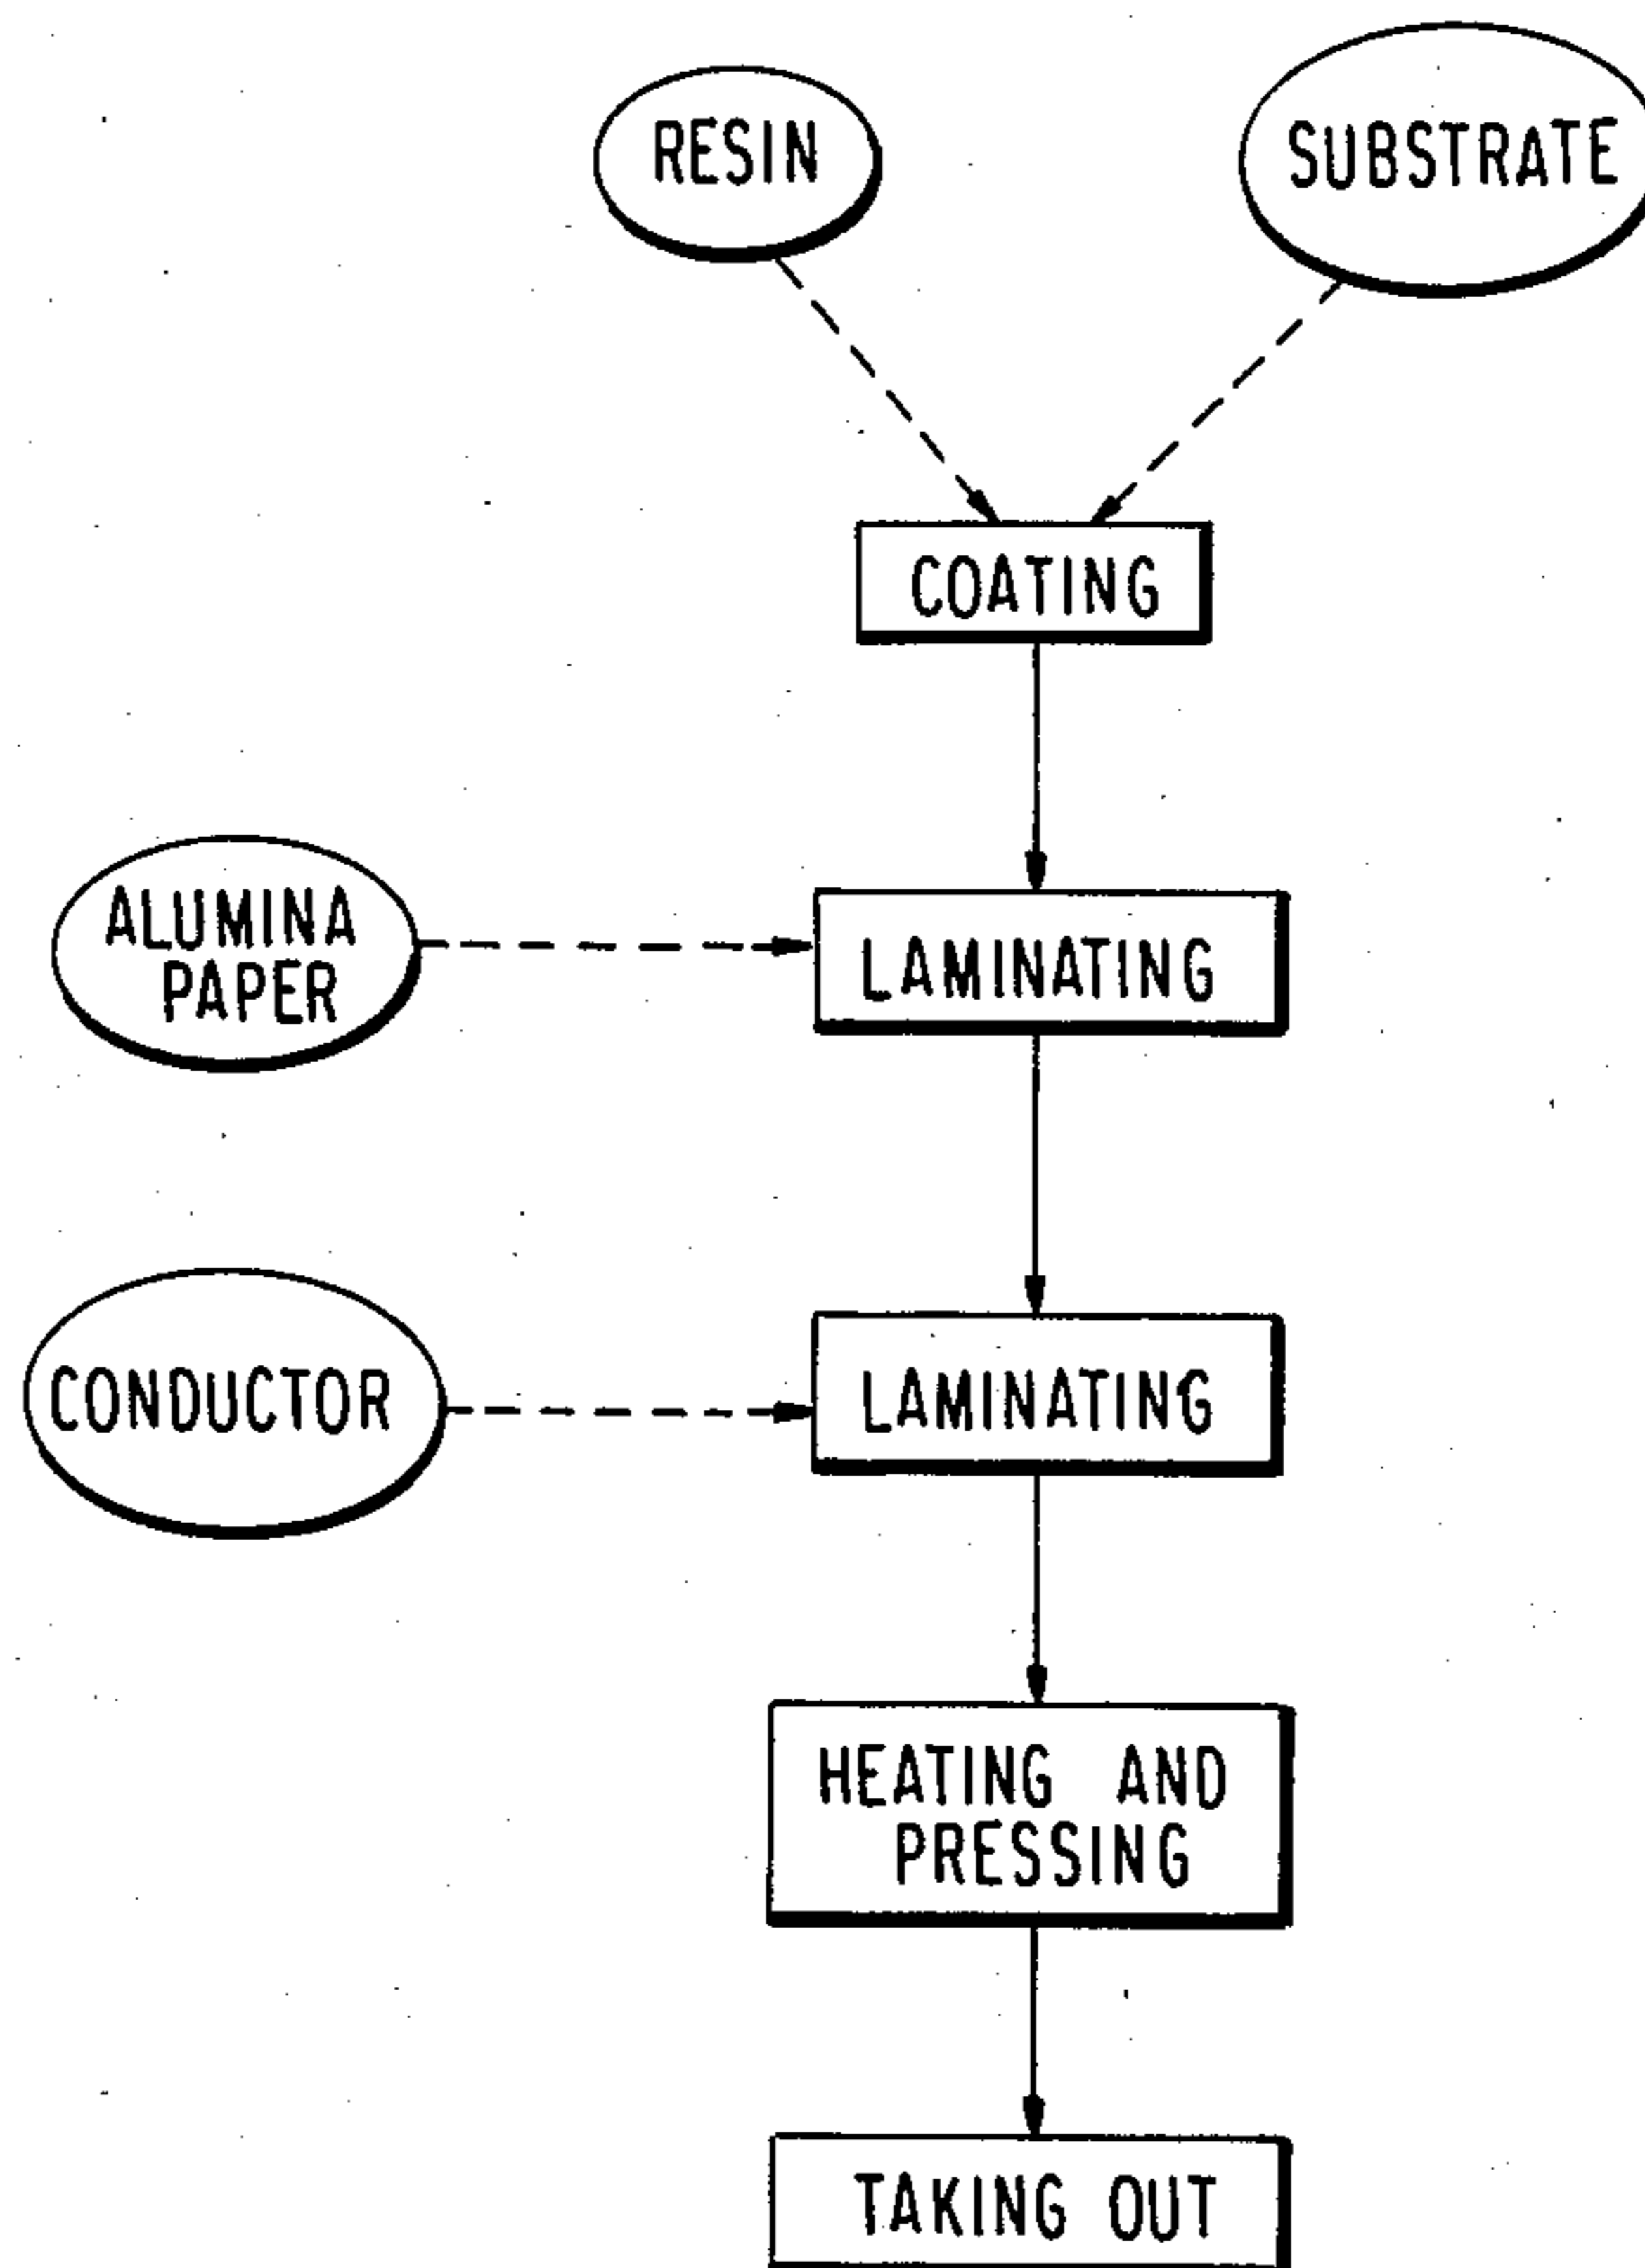 RESIN
SUBSTRATE
COATING
ALUMINA
PAPER
LAMINATING
CONDUCTOR
LAMINATING
HEATING AND
PRESSING
TAKING OUT